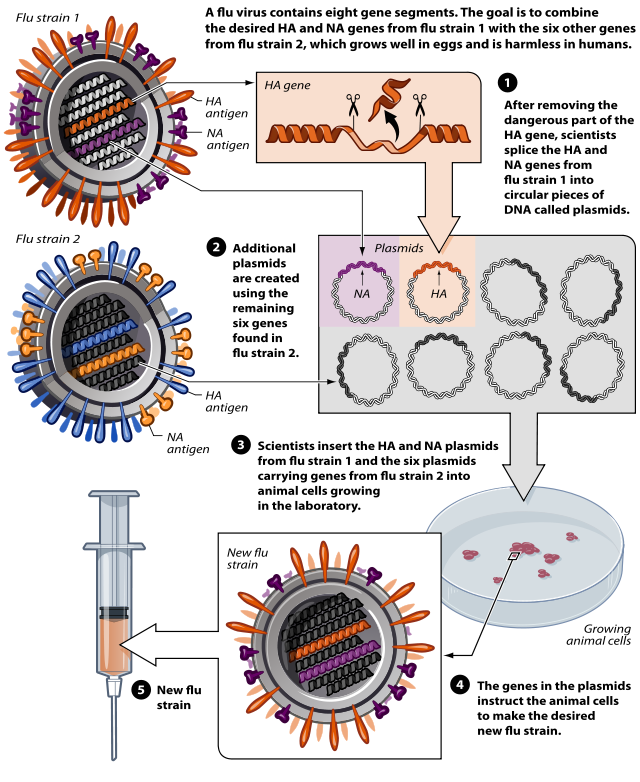 Flu strain 1
A flu virus contains eight gene segments. The goal is to combine
the desired HA and NA genes from flu strain 1 with the six other genes
from flu strain 2, which grows well in eggs and is harmless in humans.
HA gene
HA
antigen
NA
antigen
1
After removing the
dangerous part of the
HA gene, scientists
splice the HA and
NA genes from
flu strain 1 into
circular pieces of
DNA called plasmids.
Flu strain 2
2
Additional
plasmids
are created
using the
remaining
six genes
found in
flu strain 2.
Plasmids
NA
HA
HA
antigen
NA
antigen
3
Scientists insert the HA and NA plasmids
from flu strain 1 and the six plasmids
carrying genes from flu strain 2 into
animal cells growing
in the laboratory.
New flu
strain
Growing
animal cells
4
The genes in the plasmids
instruct the animal cells
to make the desired
new flu strain.
5
New flu
strain